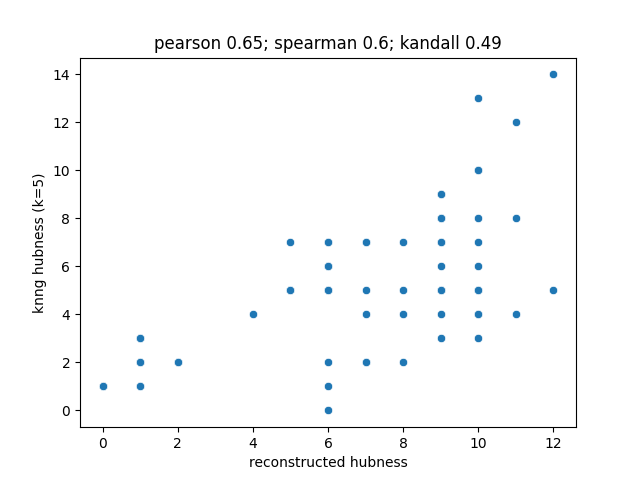 pearson 0.65; spearman 0.6; kandall 0.49
14
12
10
8
6
4
2
0
knng hubness (k=5)
0 2 4 6 8 10 12
reconstructed hubness